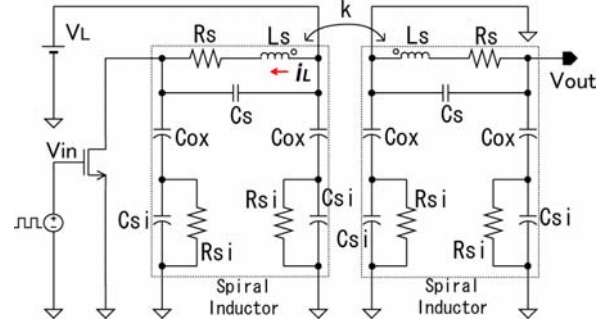 k
VL
Rs
Ls
Ls
Rs
iL
Vout
Cs
Cs
Cox
Cox
Cox
Cox
Vin
Csi
Rsi
Rsi
Csi
Csi
Rsi
Rsi
Csi
Spiral
Inductor
Spiral
Inductor